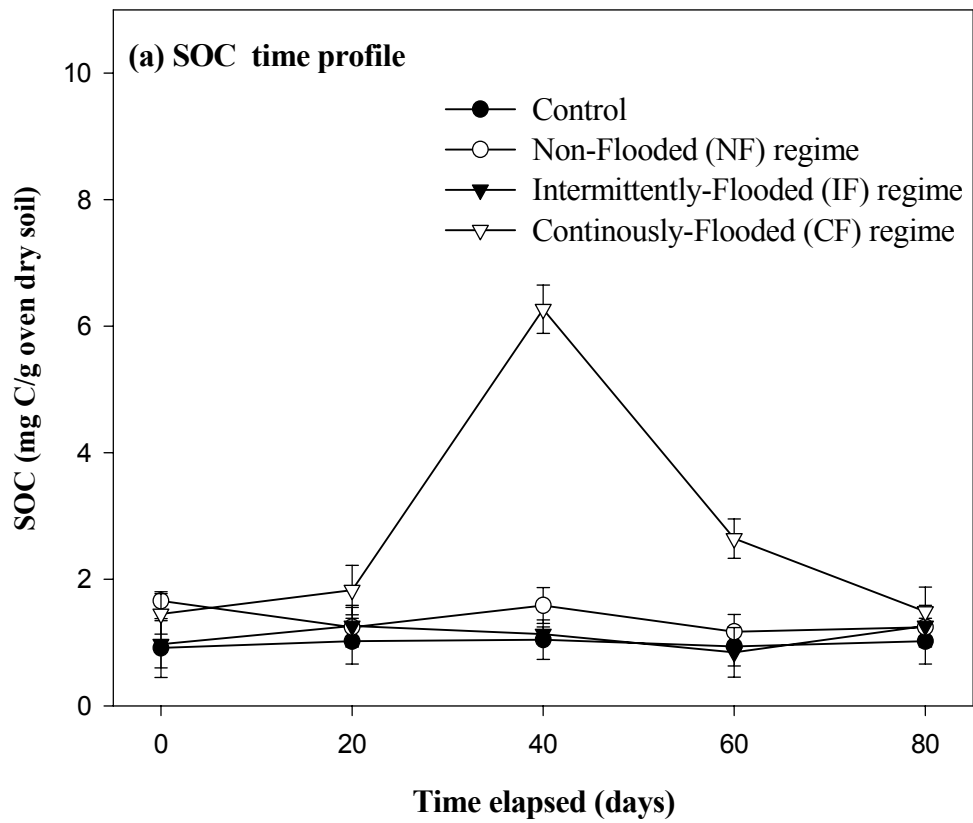 (a) SOC time profile
10
Control
Non-Flooded (NF) regime
8
Intermittently-Flooded (IF) regime
Continously-Flooded (CF) regime
6
4
2
0
SOC (mg C/g oven dry soil)
0 20 40 60 80
Time elapsed (days)